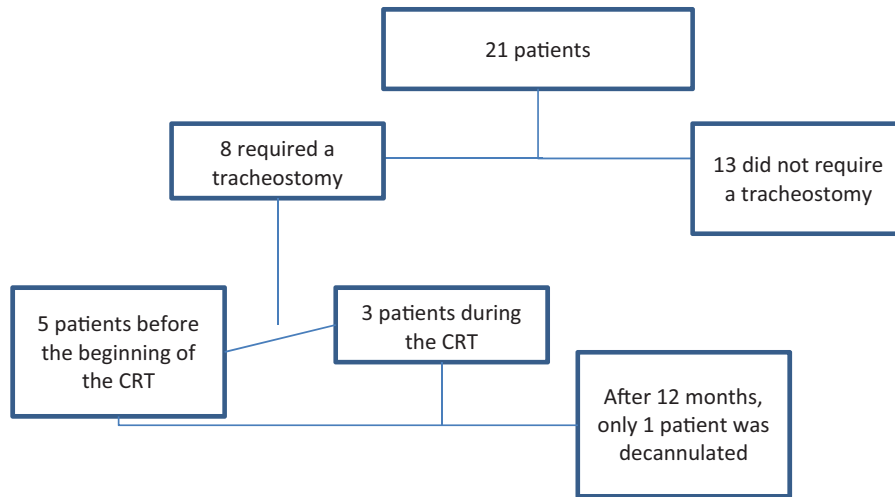 21 patients
8 required a
tracheostomy
13 did not require
a tracheostomy
5 patients before
the beginning of
the CRT
3 patients during
the CRT
After 12 months,
only 1 patient was
decannulated